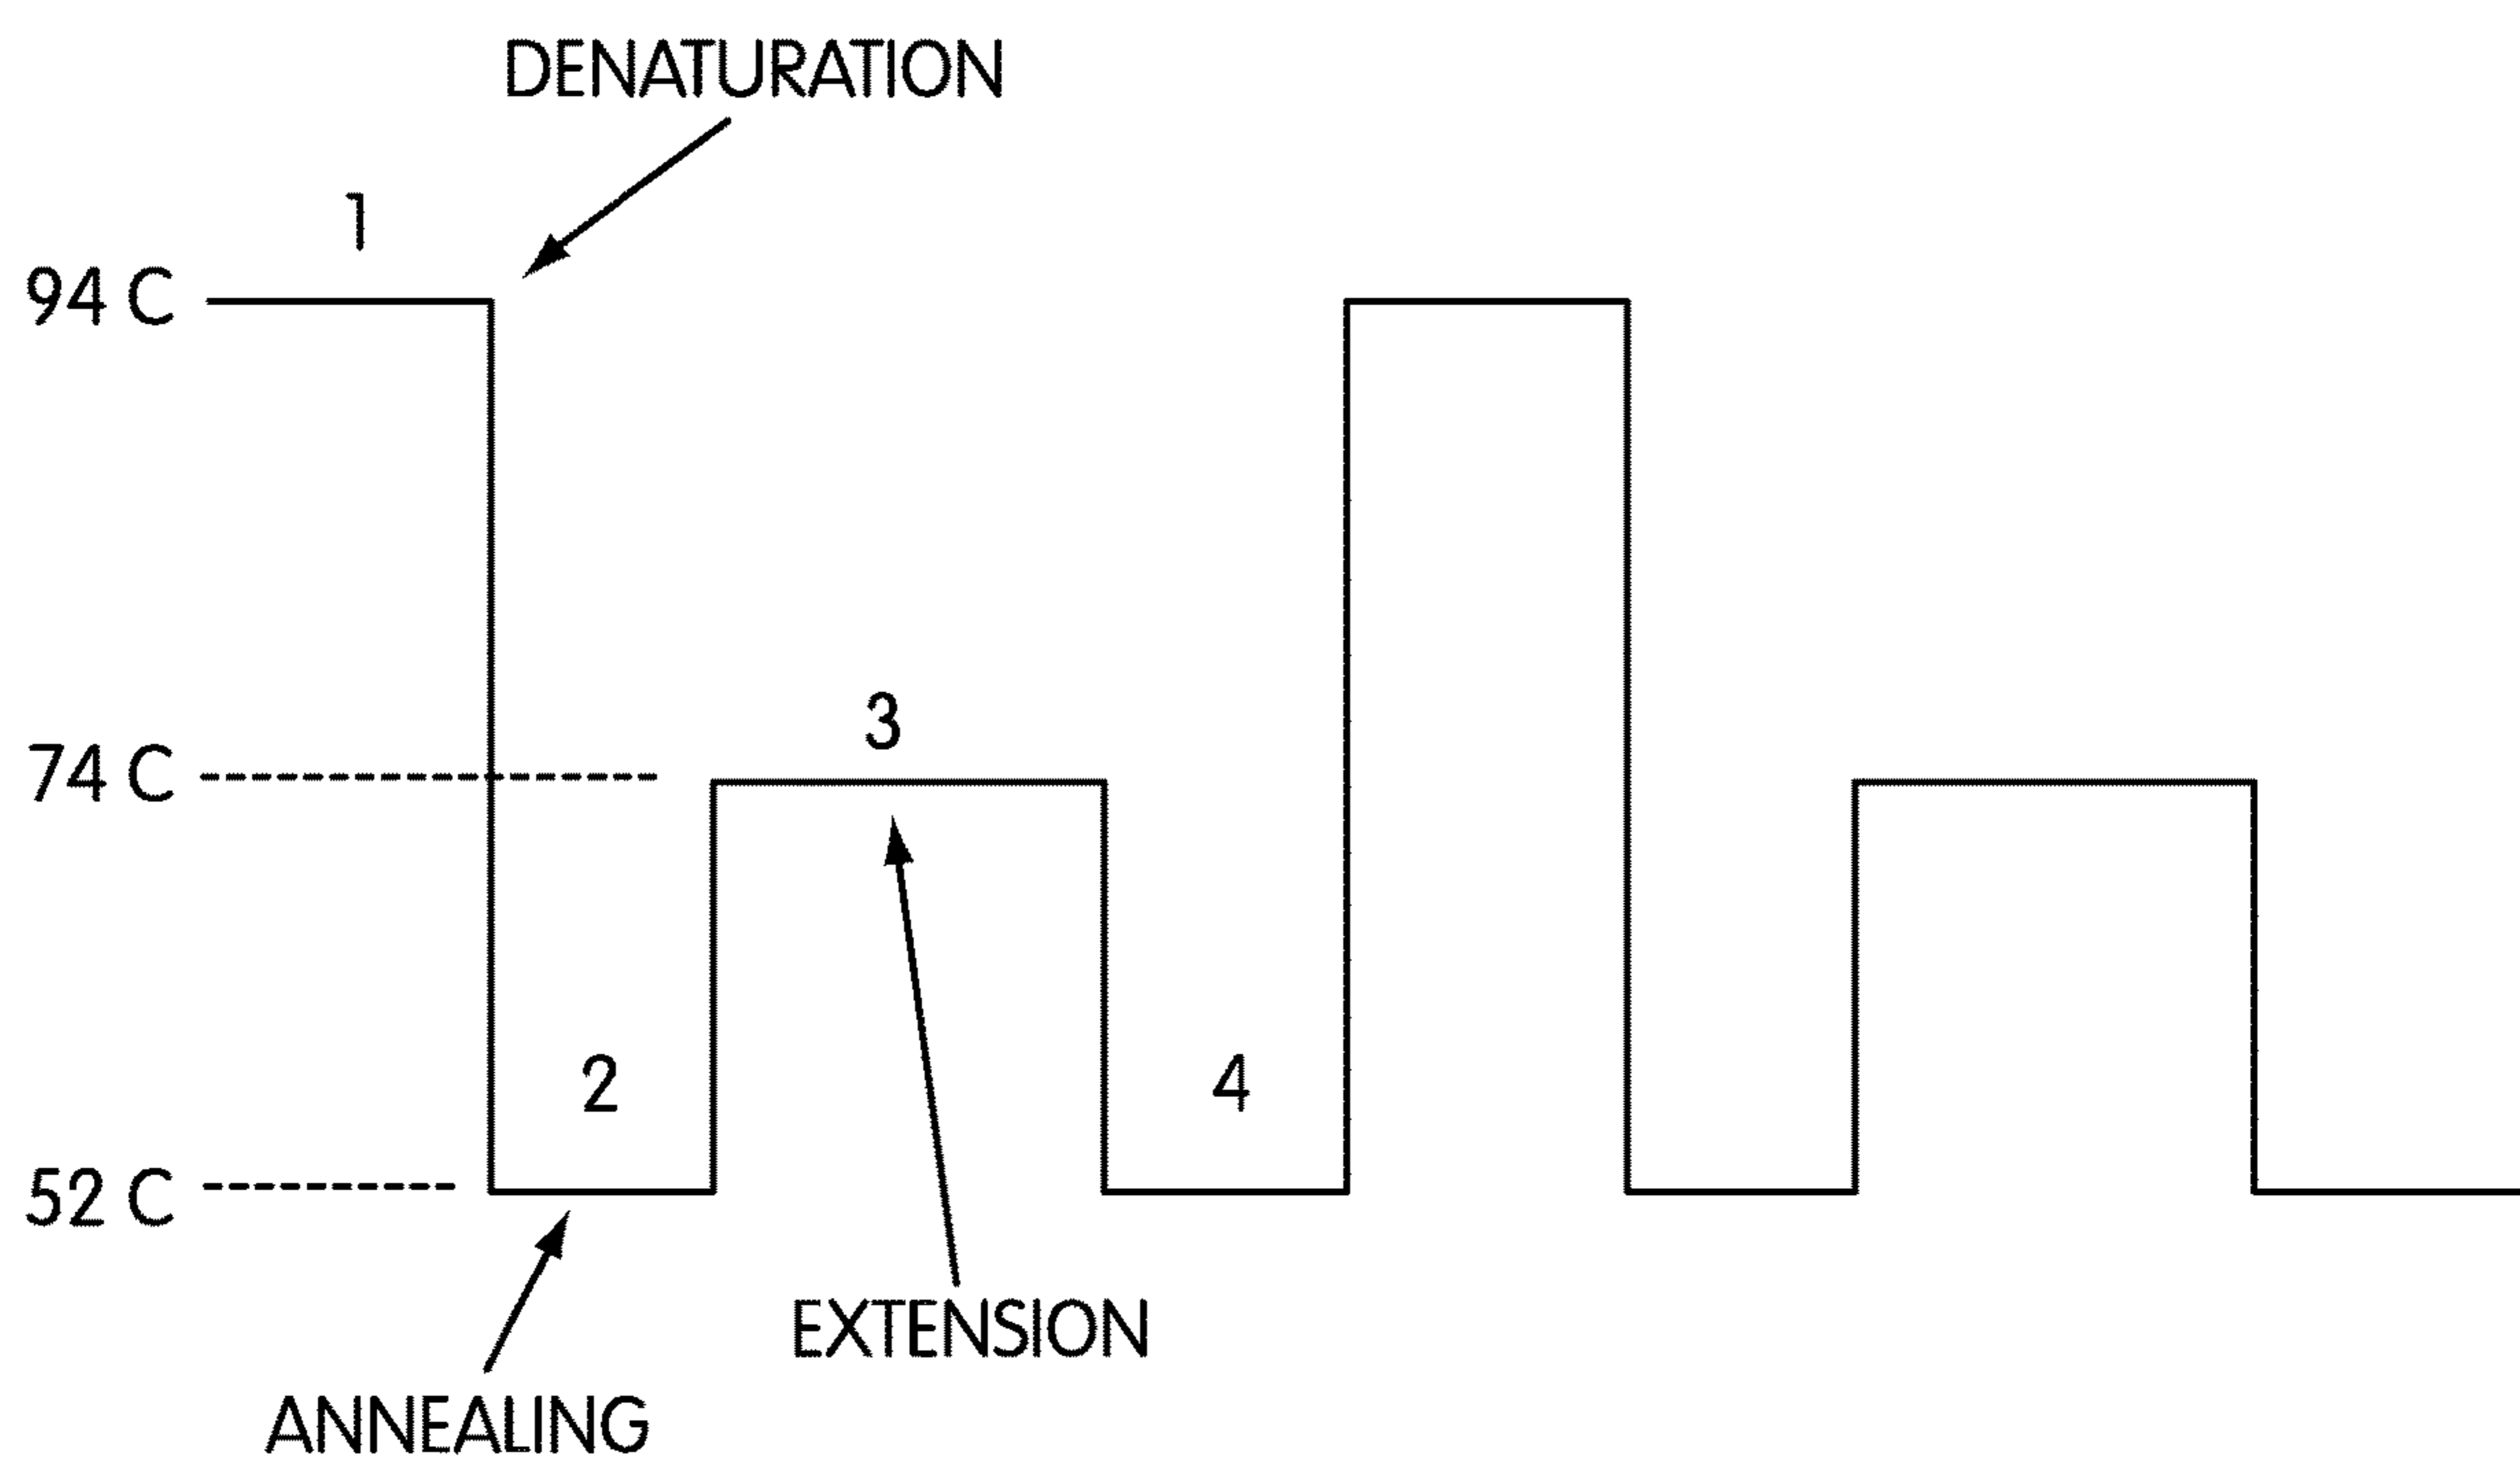 DENATURATION
1
94 C
3
74 C
2
4
52 C
EXTENSION
ANNEALING